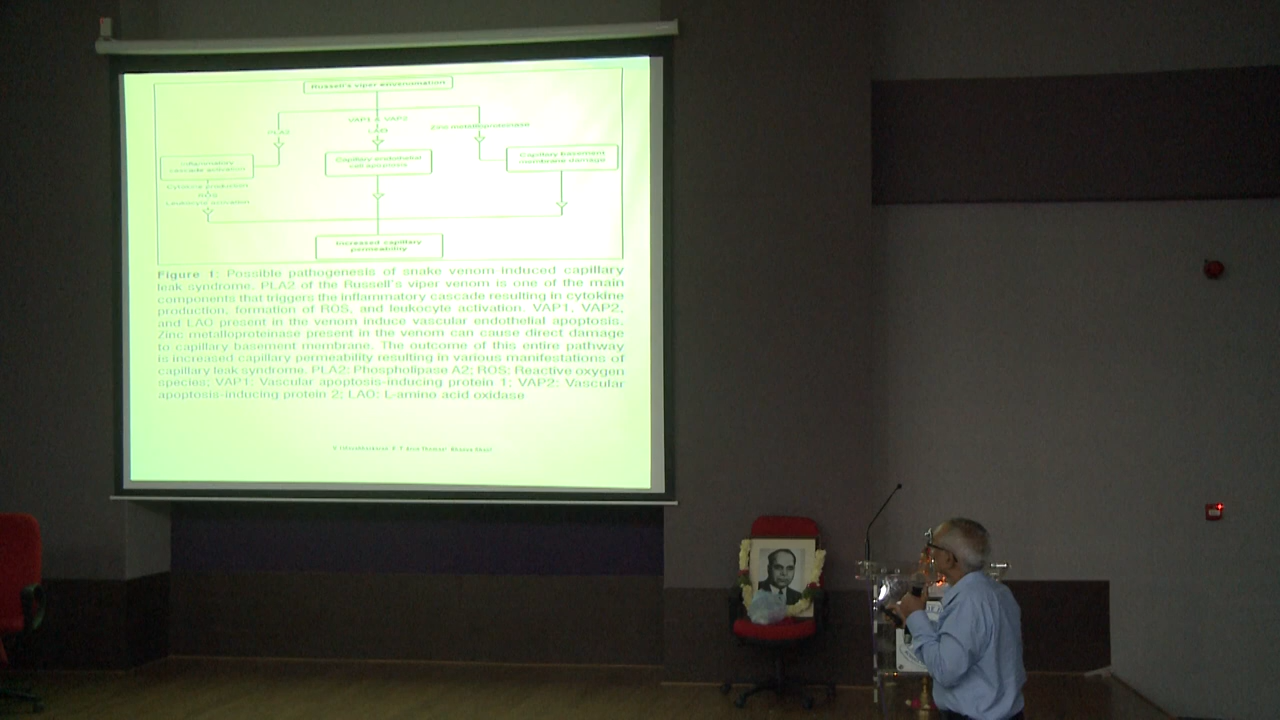 Russell's viper envenomation
PLA2
VAP1 & VAP2
LAO
Zinc metalloproteinase
Inflammatory
cascade activation
Capillary endothelial
cell apoptosis
Capillary basement
membrane damage
Cytokine production
ROS
Leukocyte activation
Increased capillary
permeability
Figure 1: Possible pathogenesis of snake venom induced capillary
leak syndrome. PLA2 of the Russell's viper venom is one of the main
components that triggers the inflammatory cascade resulting in cytokine
production, formation of ROS, and leukocyte activation. VAP1, VAP2,
and LAO present in the venom induce vascular endothelial apoptosis.
Zinc metalloproteinase present in the venom can cause direct damage
to capillary basement membrane. The outcome of this entire pathway
is increased capillary permeability resulting in various manifestations of
capillary leak syndrome. PLA2: Phospholipase A2; ROS: Reactive oxygen
species; VAP1: Vascular apoptosis-inducing protein 1; VAP2: Vascular
apoptosis-inducing protein 2; LAO: L-amino acid oxidase